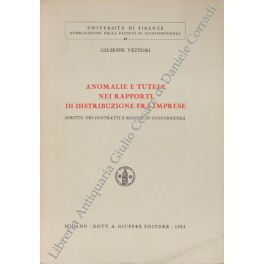 UNIVERSITÀ DI FIRENZE
PUBBLICAZIONI DELLA FACOLTÀ DI GIURISPRUDENZA
GIUSEPPE VETTORI
ANOMALIE E TUTELE
NEI RAPPORTI
DI DISTRIBUZIONE FRA IMPRESE
DIRITTO DEI CONTRATTI E REGOLE DI CONCORRENZA
MILANO - DOTT. A. GIUFFRÈ EDITORE - 1983
Libreria Antiquaria Giulio Cesare di Daniele Corradi